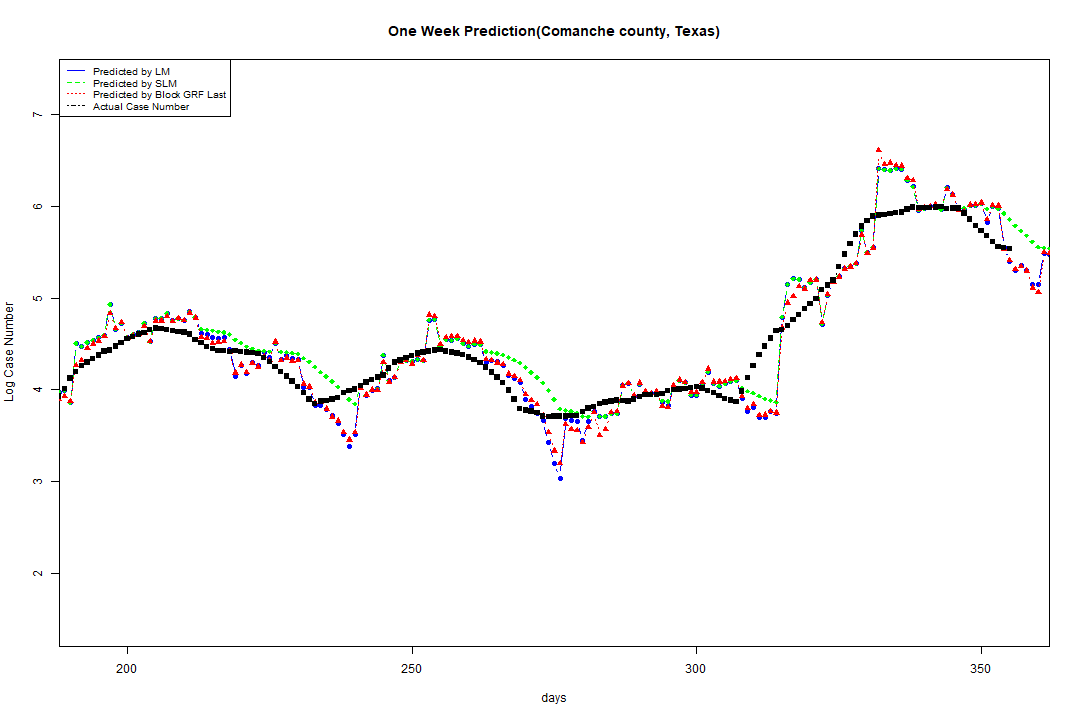 One Week Prediction(Comanche county, Texas)
Predicted by LM
Predicted by SLM
Predicted by Block GRF Last
Actual Case Number
7
6
5
4
3
2
Log Case Number
200 250 300 350
days